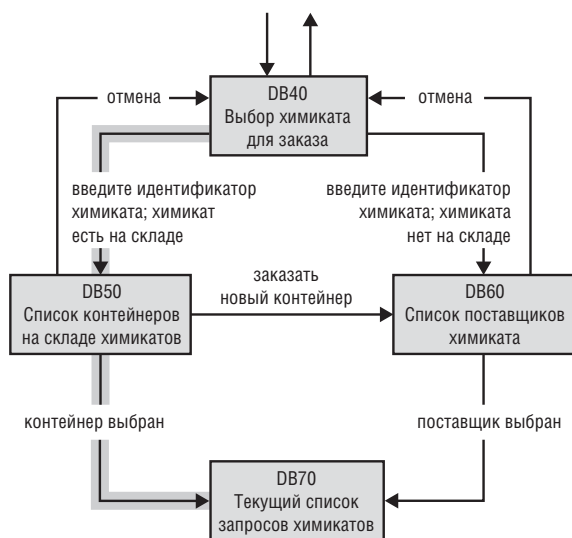 DB40
Выбор химиката
для заказа
отмена
отмена
введите идентификатор
химиката; химикат
есть на складе
введите идентификатор
химиката; химиката
нет на складе
DB50
Список контейнеров
на складе химикатов
заказать
новый контейнер
DB60
Список поставщиков
химиката
контейнер выбран
поставщик выбран
DB70
Текущий список
запросов химикатов